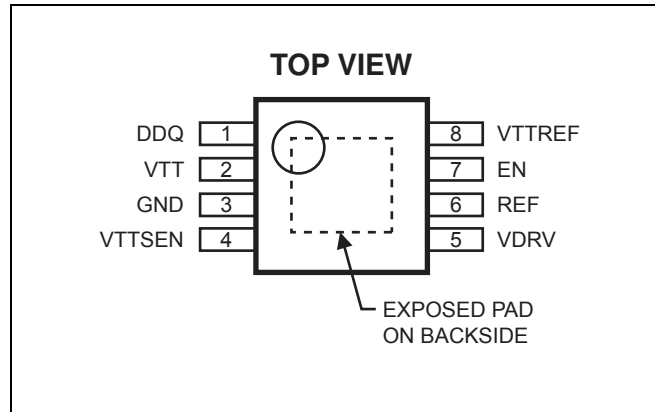 TOP VIEW
DDQ 1 8 VTTREF
VTT 2 7 EN
GND 3 6 REF
VTTSEN 4 5 VDRV
EXPOSED PAD
ON BACKSIDE